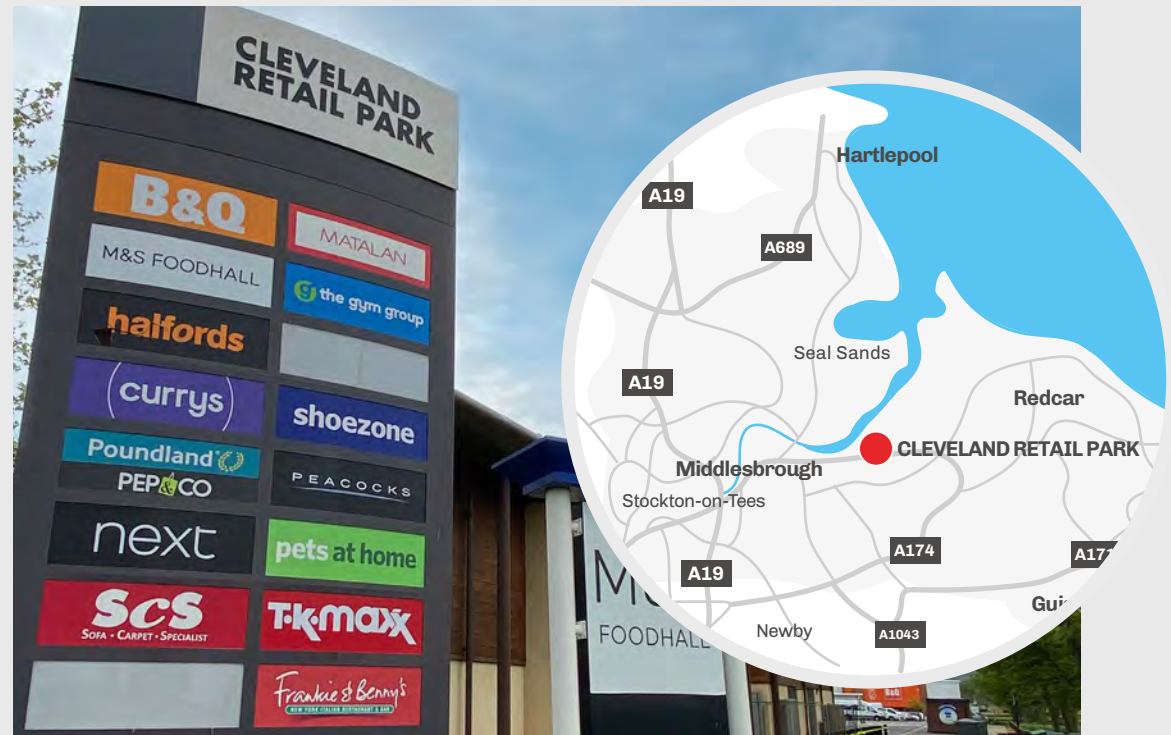 CLEVELAND
RETAIL PARK
B&Q
MATALAN
M&S FOODHALL
the gym group
halfords
currys
shoezone
Poundland
PEP&CO
PEACOCKS
next
pets at home
SCS
SOFA • CARPET • SPECIALIST
T·K·maxx
Frankie & Benny's
NEW YORK ITALIAN RESTAURANT & BAR
FOODHALL
B&Q
Hartlepool
A19
A689
Seal Sands
A19
Redcar
CLEVELAND RETAIL PARK
Middlesbrough
Stockton-on-Tees
A174
A171
A19
Newby
A1043